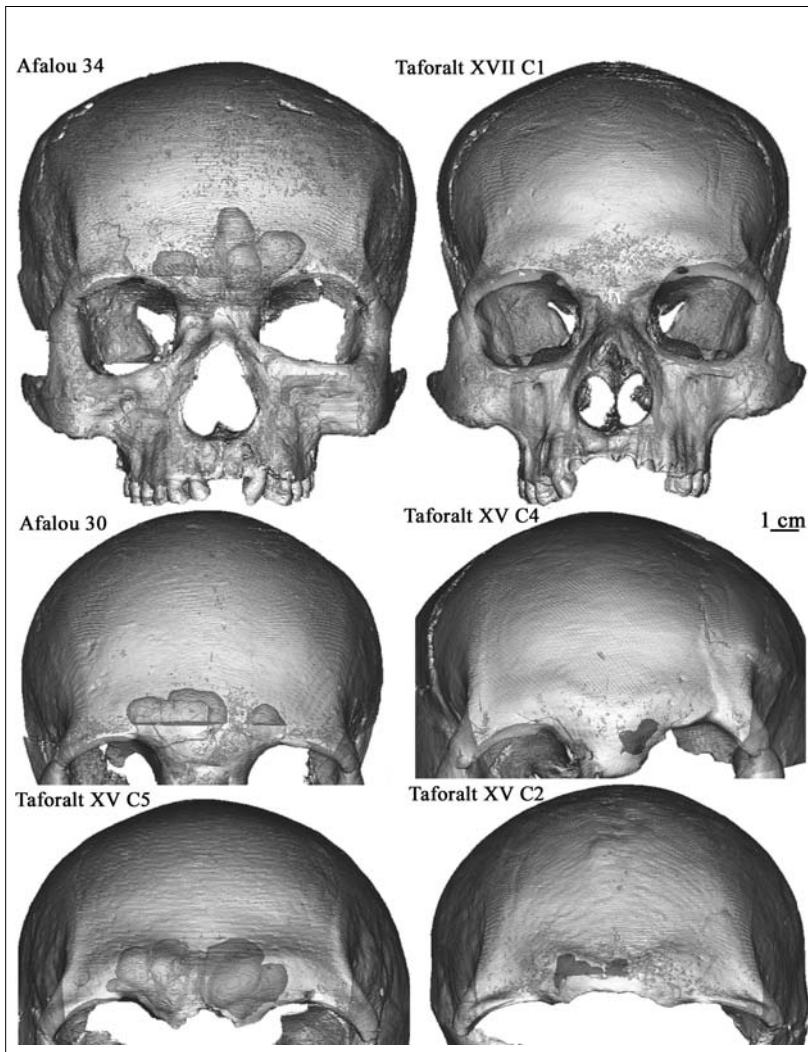 Afalou 34
Taforalt XVII C1
Afalou 30
Taforalt XV C4
1 cm
Taforalt XV C5
Taforalt XV C2